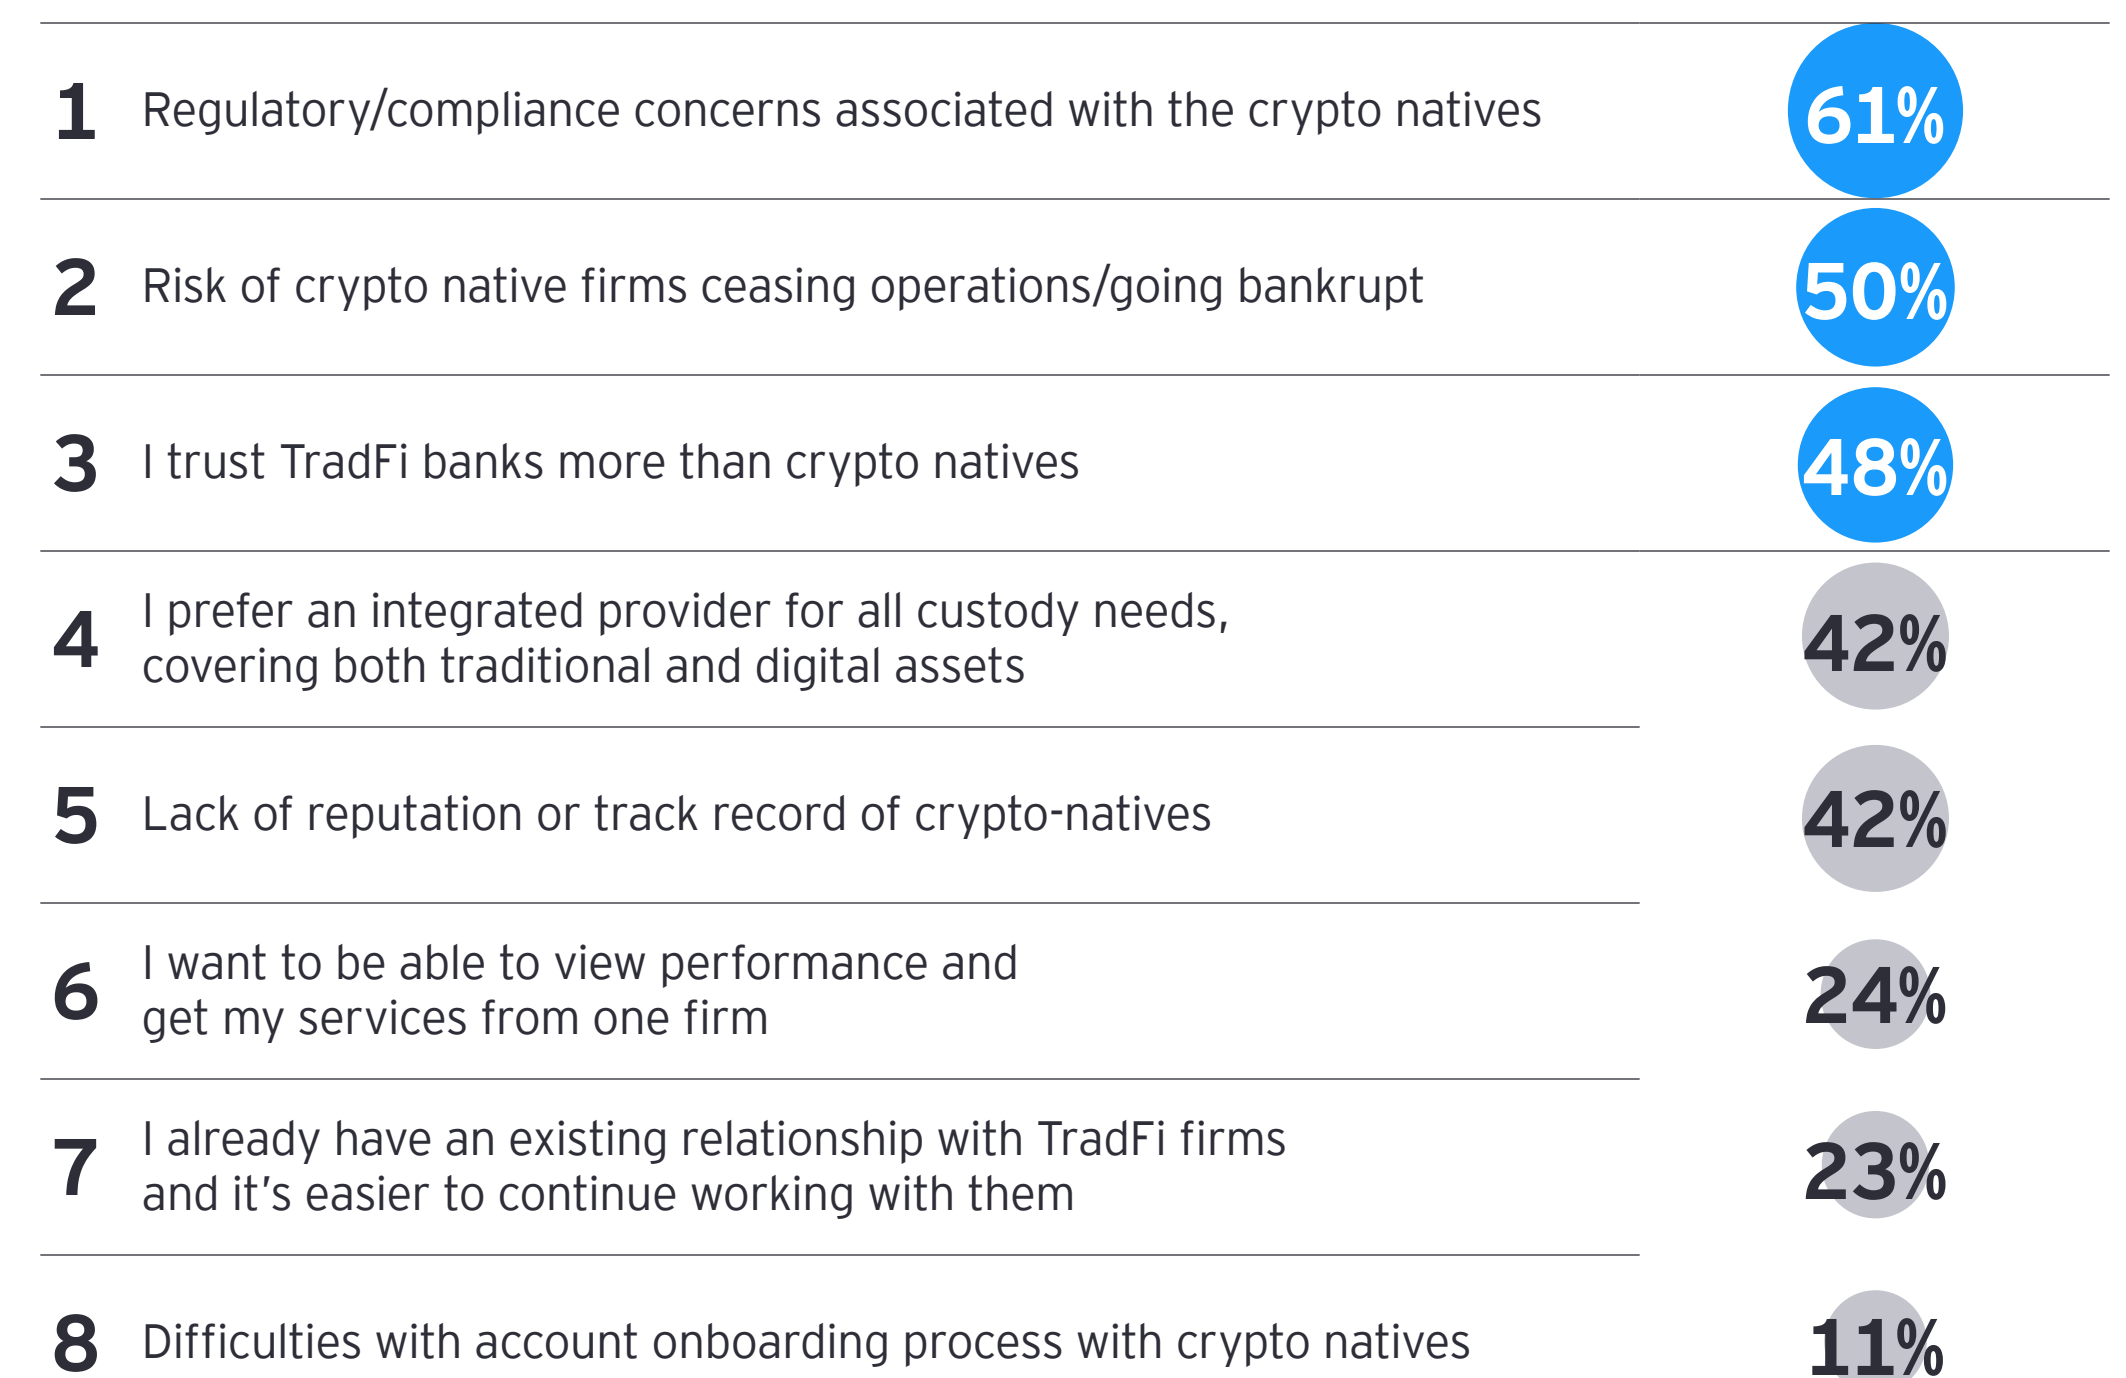 1 Regulatory/compliance concerns associated with the crypto natives 61%
2 Risk of crypto native firms ceasing operations/going bankrupt 50%
3 I trust TradFi banks more than crypto natives 48%
4 I prefer an integrated provider for all custody needs,
covering both traditional and digital assets 42%
5 Lack of reputation or track record of crypto-natives 42%
6 I want to be able to view performance and
get my services from one firm 24%
7 I already have an existing relationship with TradFi firms
and it’s easier to continue working with them 23%
8 Difficulties with account onboarding process with crypto natives 11%